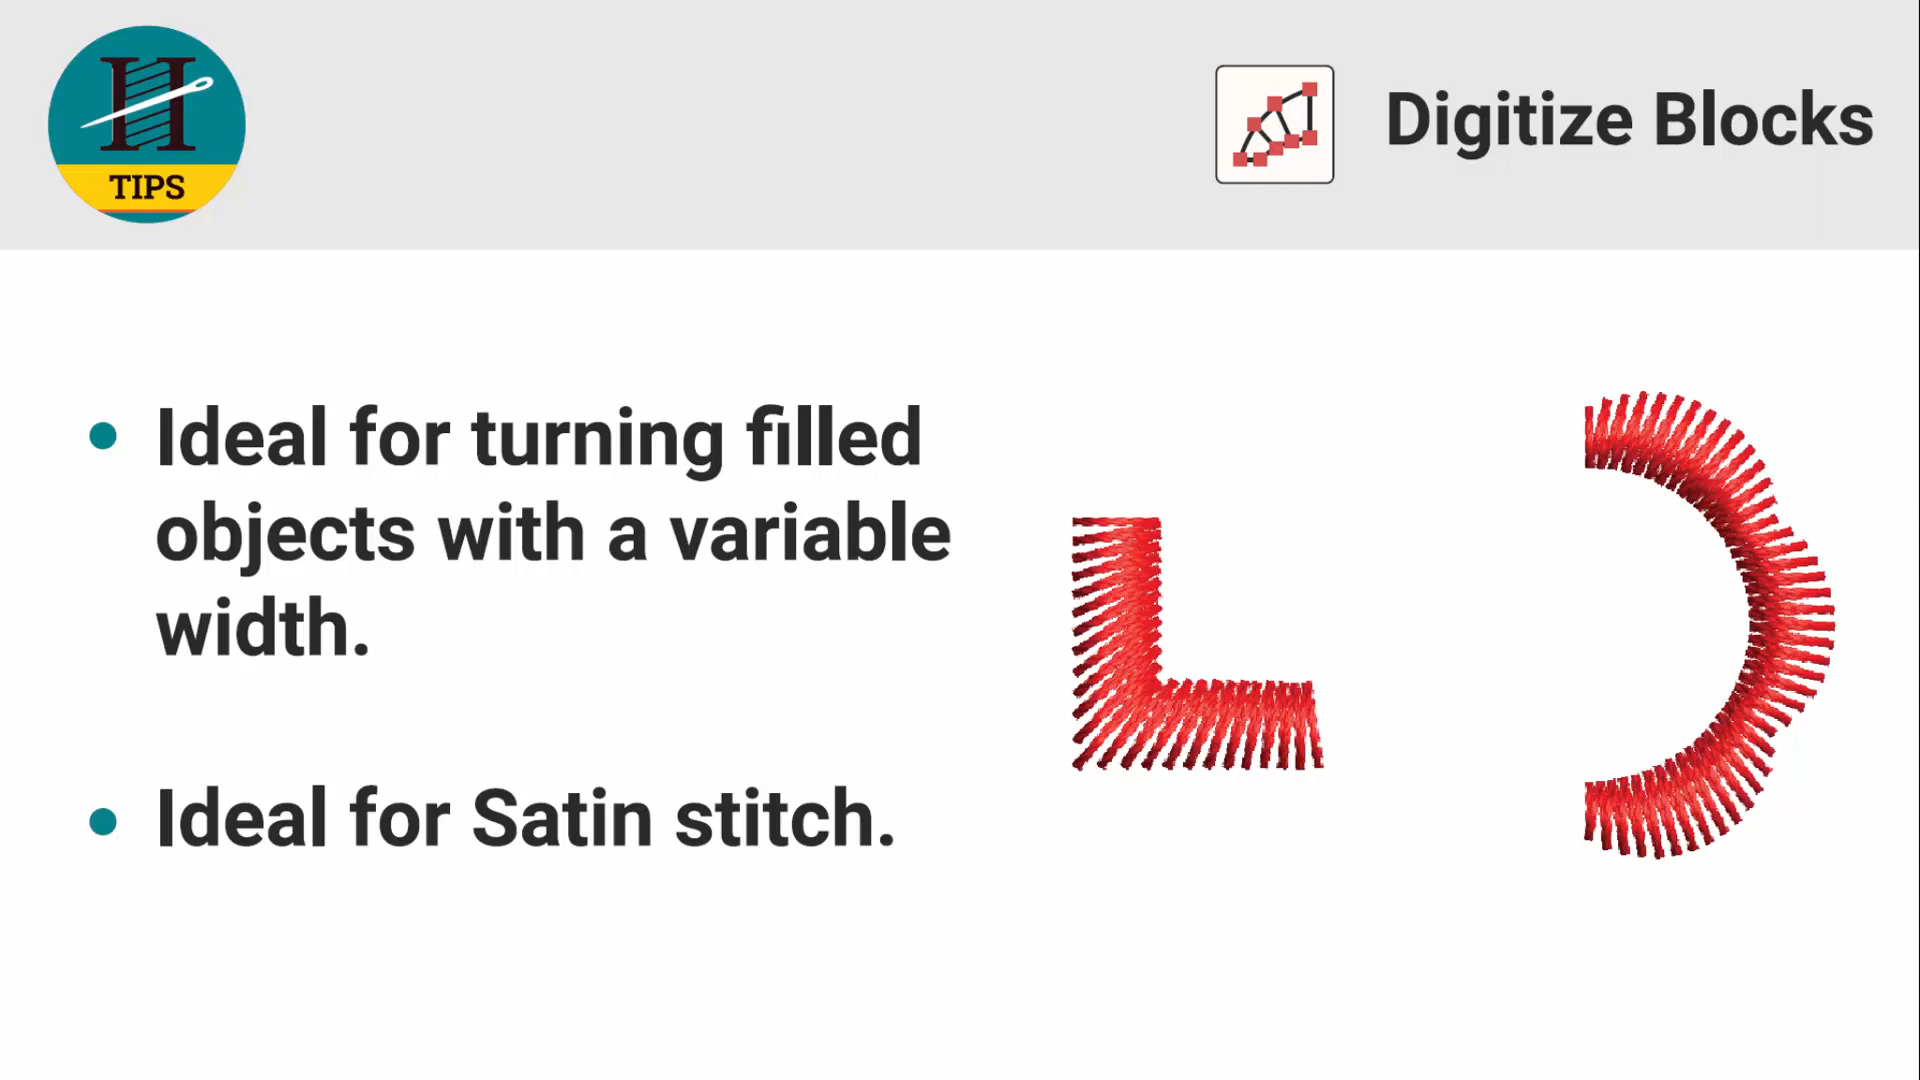 H
TIPS
Digitize Blocks
Ideal for turning filled
objects with a variable
width.
Ideal for Satin stitch.